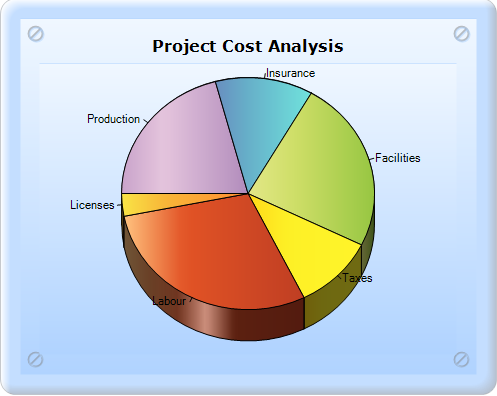 Project Cost Analysis
Insurance
Production
Facilities
Licenses
Taxes
Labour